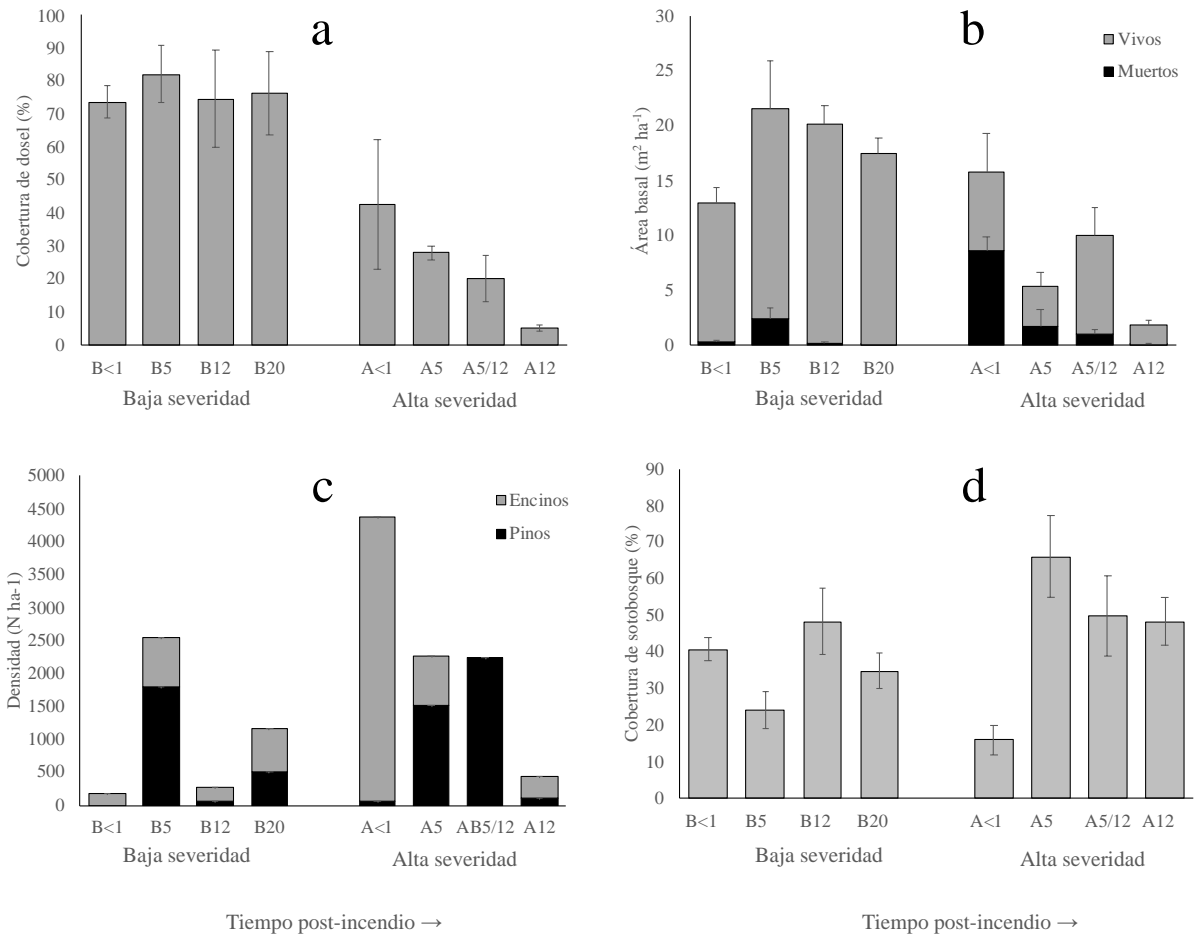 a
Cobertura de dosel (%)
100
90
80
70
60
50
40
30
20
10
0
B<1 B5 B12 B20 A<1 A5 A5/12 A12
Baja severidad Alta severidad
b
Vivos
Muertos
Área basal (m² ha⁻¹)
30
25
20
15
10
5
0
B<1 B5 B12 B20 A<1 A5 A5/12 A12
Baja severidad Alta severidad
c
Encinos
Pinos
Densidad (N ha-1)
5000
4500
4000
3500
3000
2500
2000
1500
1000
500
0
B<1 B5 B12 B20 A<1 A5 AB5/12 A12
Baja severidad Alta severidad
Tiempo post-incendio →
d
Cobertura de sotobosque (%)
90
80
70
60
50
40
30
20
10
0
B<1 B5 B12 B20 A<1 A5 A5/12 A12
Baja severidad Alta severidad
Tiempo post-incendio →